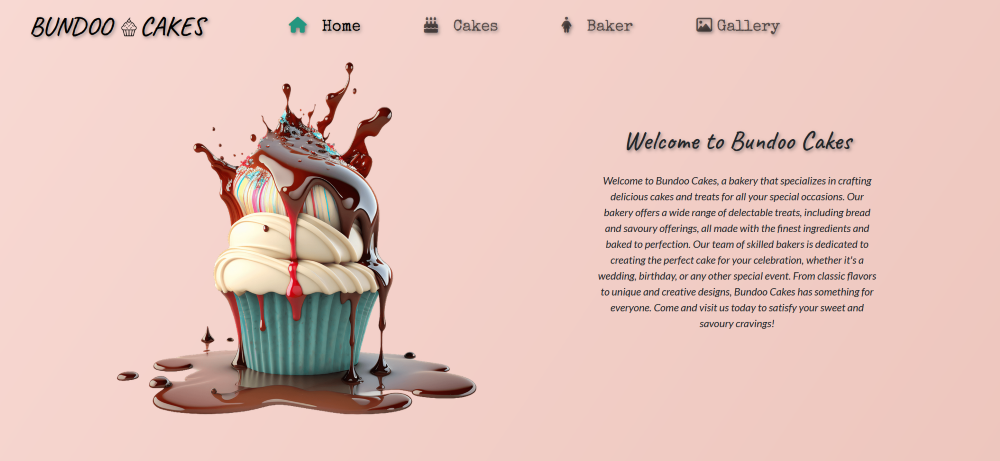 BUNDOO CAKES
Home
Cakes
Baker
Gallery
Welcome to Bundoo Cakes
Welcome to Bundoo Cakes, a bakery that specializes in crafting
delicious cakes and treats for all your special occasions. Our
bakery offers a wide range of delectable treats, including bread
and savoury offerings, all made with the finest ingredients and
baked to perfection. Our team of skilled bakers is dedicated to
creating the perfect cake for your celebration, whether it's a
wedding, birthday, or any other special event. From classic flavors
to unique and creative designs, Bundoo Cakes has something for
everyone. Come and visit us today to satisfy your sweet and
savoury cravings!